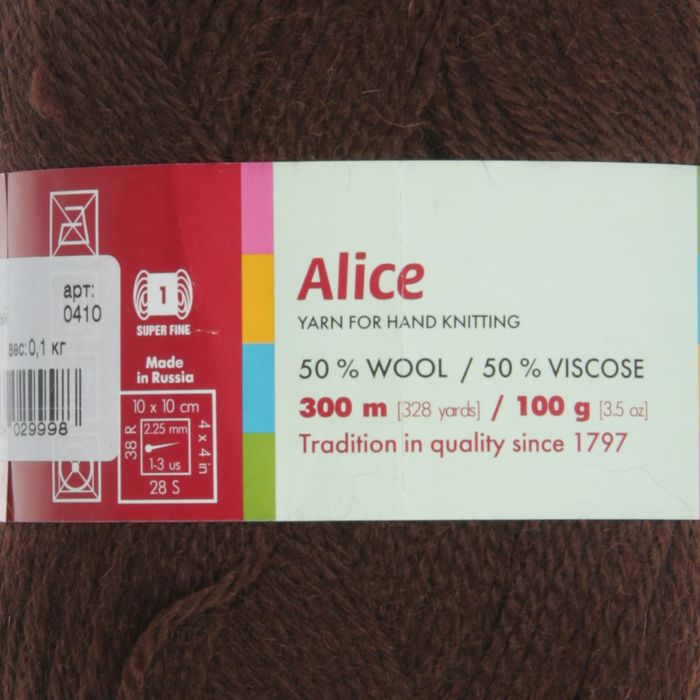 арт:
0410
вес:0,1 кг
029998
1
SUPER FINE
Made
in Russia
10 x 10 cm
38 R
2.25 mm
1-3 us
4 x 4 in
28 S
Alice
YARN FOR HAND KNITTING
50 % WOOL / 50 % VISCOSE
300 m [328 yards] / 100 g [3.5 oz]
Tradition in quality since 1797